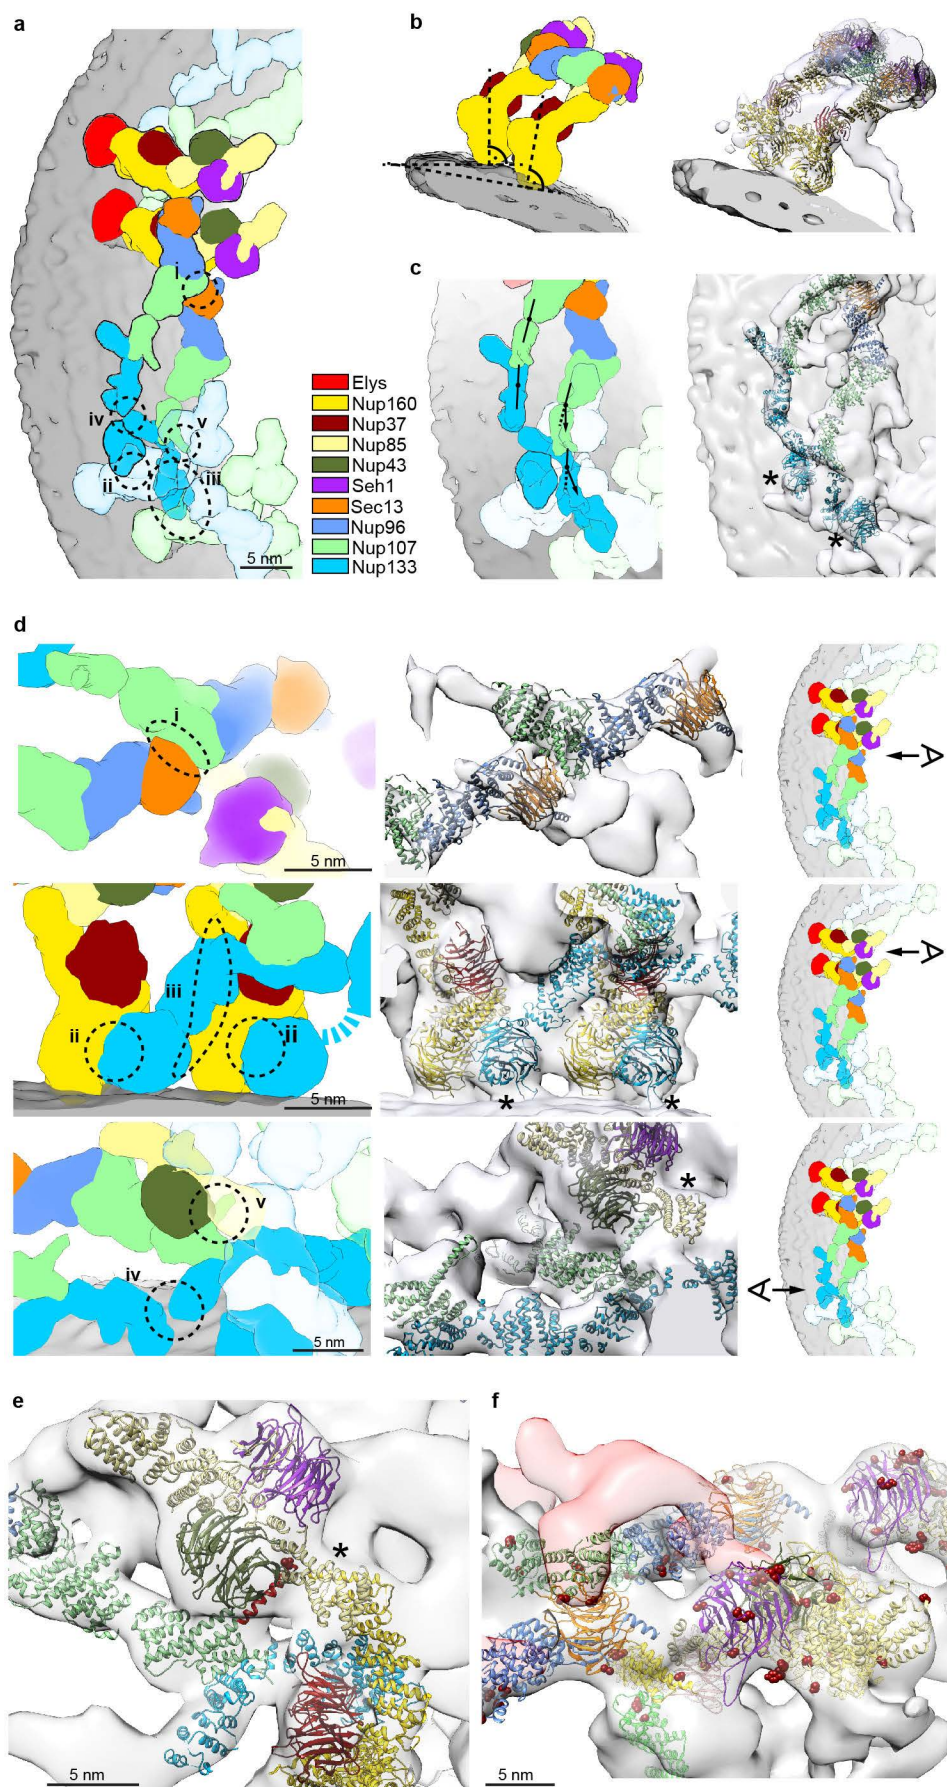 a
b
i
iv
v
ii
iii
5 nm
Elys
Nup160
Nup37
Nup85
Nup43
Seh1
Sec13
Nup96
Nup107
Nup133
c
*
*
d
i
5 nm
ii
iii
ii
5 nm
*
*
v
iv
5 nm
*
e
*
5 nm
f
5 nm